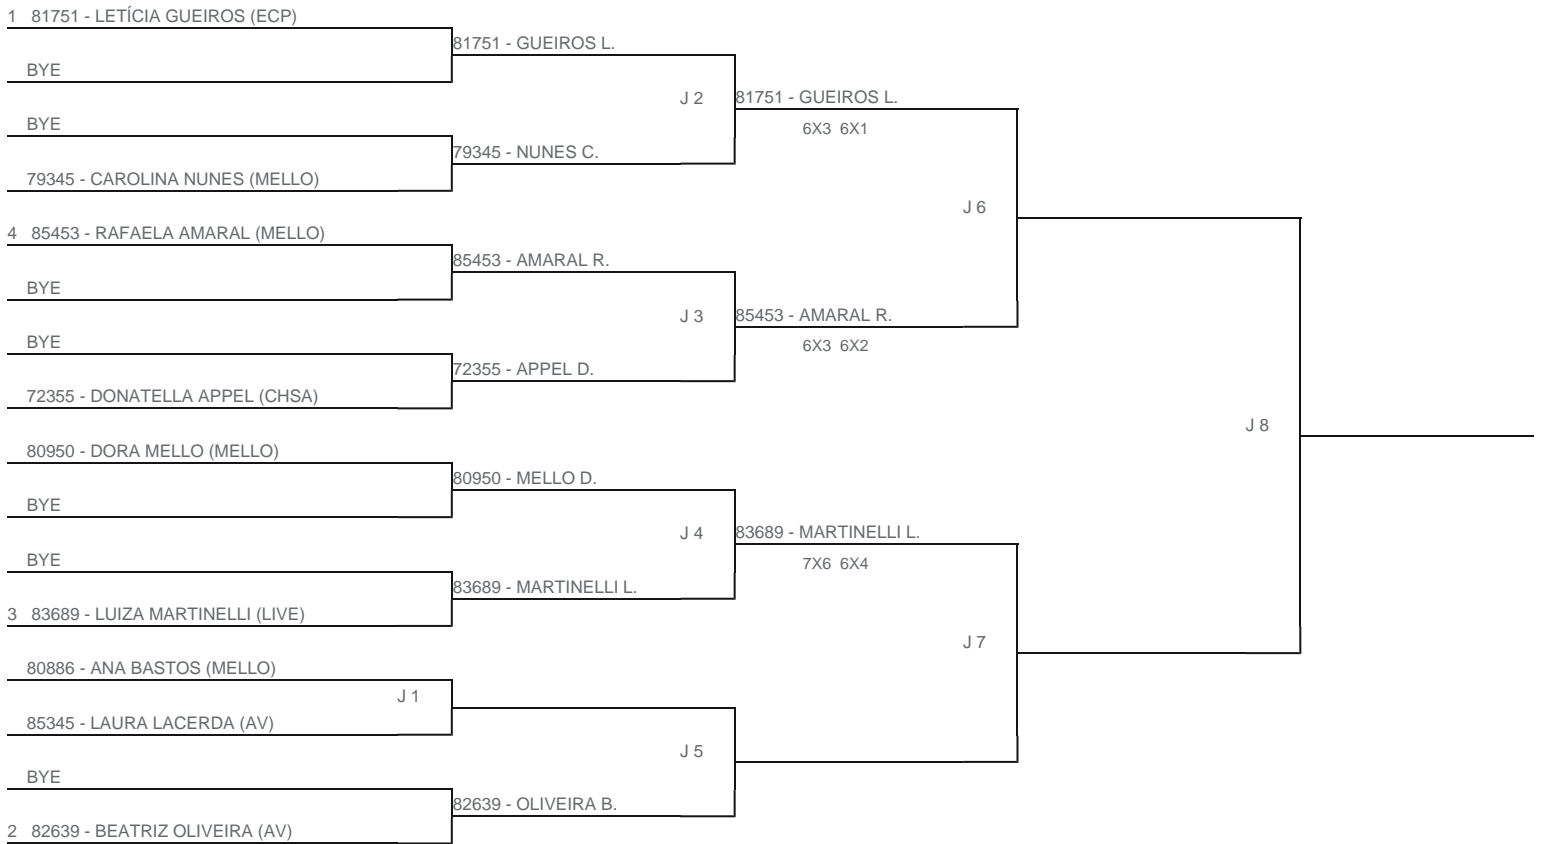 1 81751 - LETÍCIA GUEIROS (ECP)
81751 - GUEIROS L.
BYE
J 2
81751 - GUEIROS L.
6X3 6X1
BYE
79345 - NUNES C.
79345 - CAROLINA NUNES (MELLO)
J 6
4 85453 - RAFAELA AMARAL (MELLO)
85453 - AMARAL R.
BYE
J 3
85453 - AMARAL R.
6X3 6X2
BYE
72355 - APPEL D.
72355 - DONATELLA APPEL (CHSA)
J 8
80950 - DORA MELLO (MELLO)
80950 - MELLO D.
BYE
J 4
83689 - MARTINELLI L.
7X6 6X4
BYE
83689 - MARTINELLI L.
3 83689 - LUIZA MARTINELLI (LIVE)
J 7
80886 - ANA BASTOS (MELLO)
J 1
85345 - LAURA LACERDA (AV)
J 5
BYE
82639 - OLIVEIRA B.
2 82639 - BEATRIZ OLIVEIRA (AV)